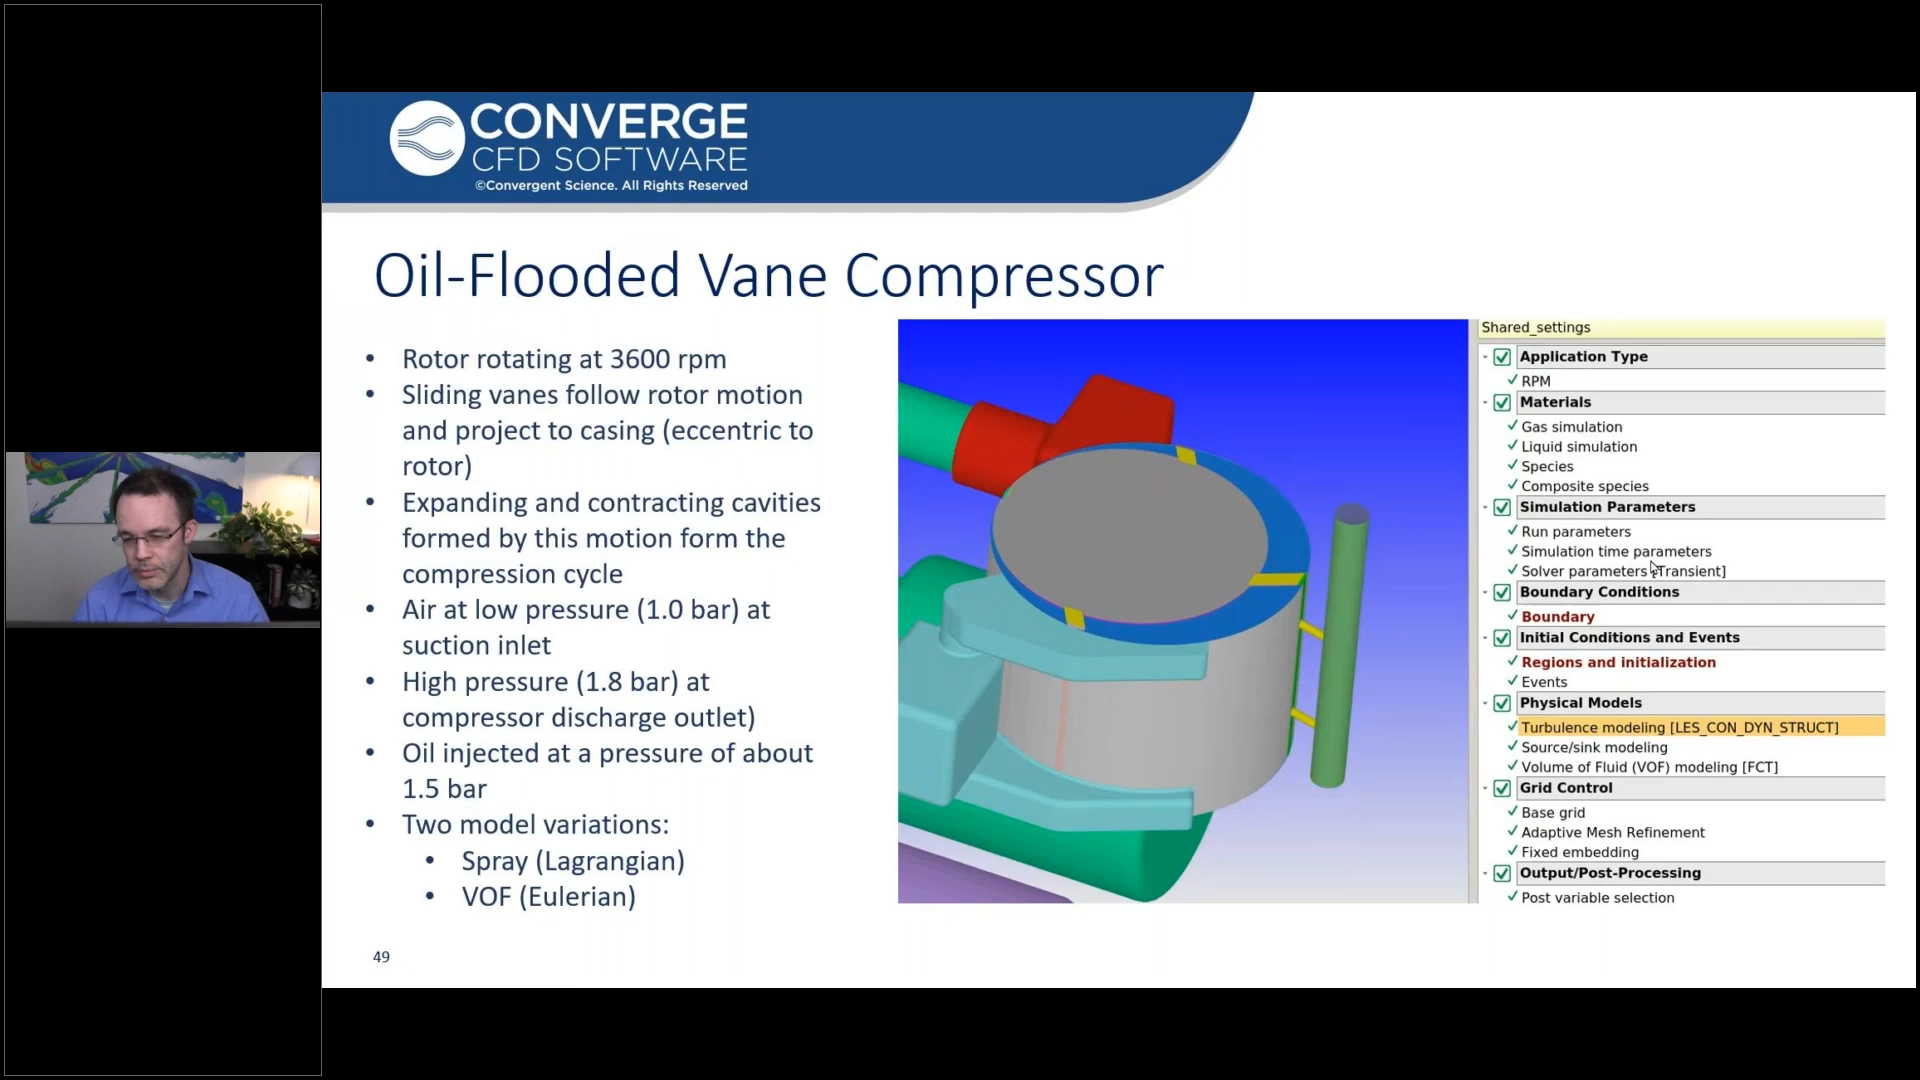 CONVERGE
CFD SOFTWARE
©Convergent Science. All Rights Reserved
Oil-Flooded Vane Compressor
• Rotor rotating at 3600 rpm
• Sliding vanes follow rotor motion
and project to casing (eccentric to
rotor)
• Expanding and contracting cavities
formed by this motion form the
compression cycle
• Air at low pressure (1.0 bar) at
suction inlet
• High pressure (1.8 bar) at
compressor discharge outlet)
• Oil injected at a pressure of about
1.5 bar
• Two model variations:
• Spray (Lagrangian)
• VOF (Eulerian)
49
Shared_settings
Application Type
RPM
Materials
Gas simulation
Liquid simulation
Species
Composite species
Simulation Parameters
Run parameters
Simulation time parameters
Solver parameters [Transient]
Boundary Conditions
Boundary
Initial Conditions and Events
Regions and initialization
Events
Physical Models
Turbulence modeling [LES_CON_DYN_STRUCT]
Source/sink modeling
Volume of Fluid (VOF) modeling [FCT]
Grid Control
Base grid
Adaptive Mesh Refinement
Fixed embedding
Output/Post-Processing
Post variable selection